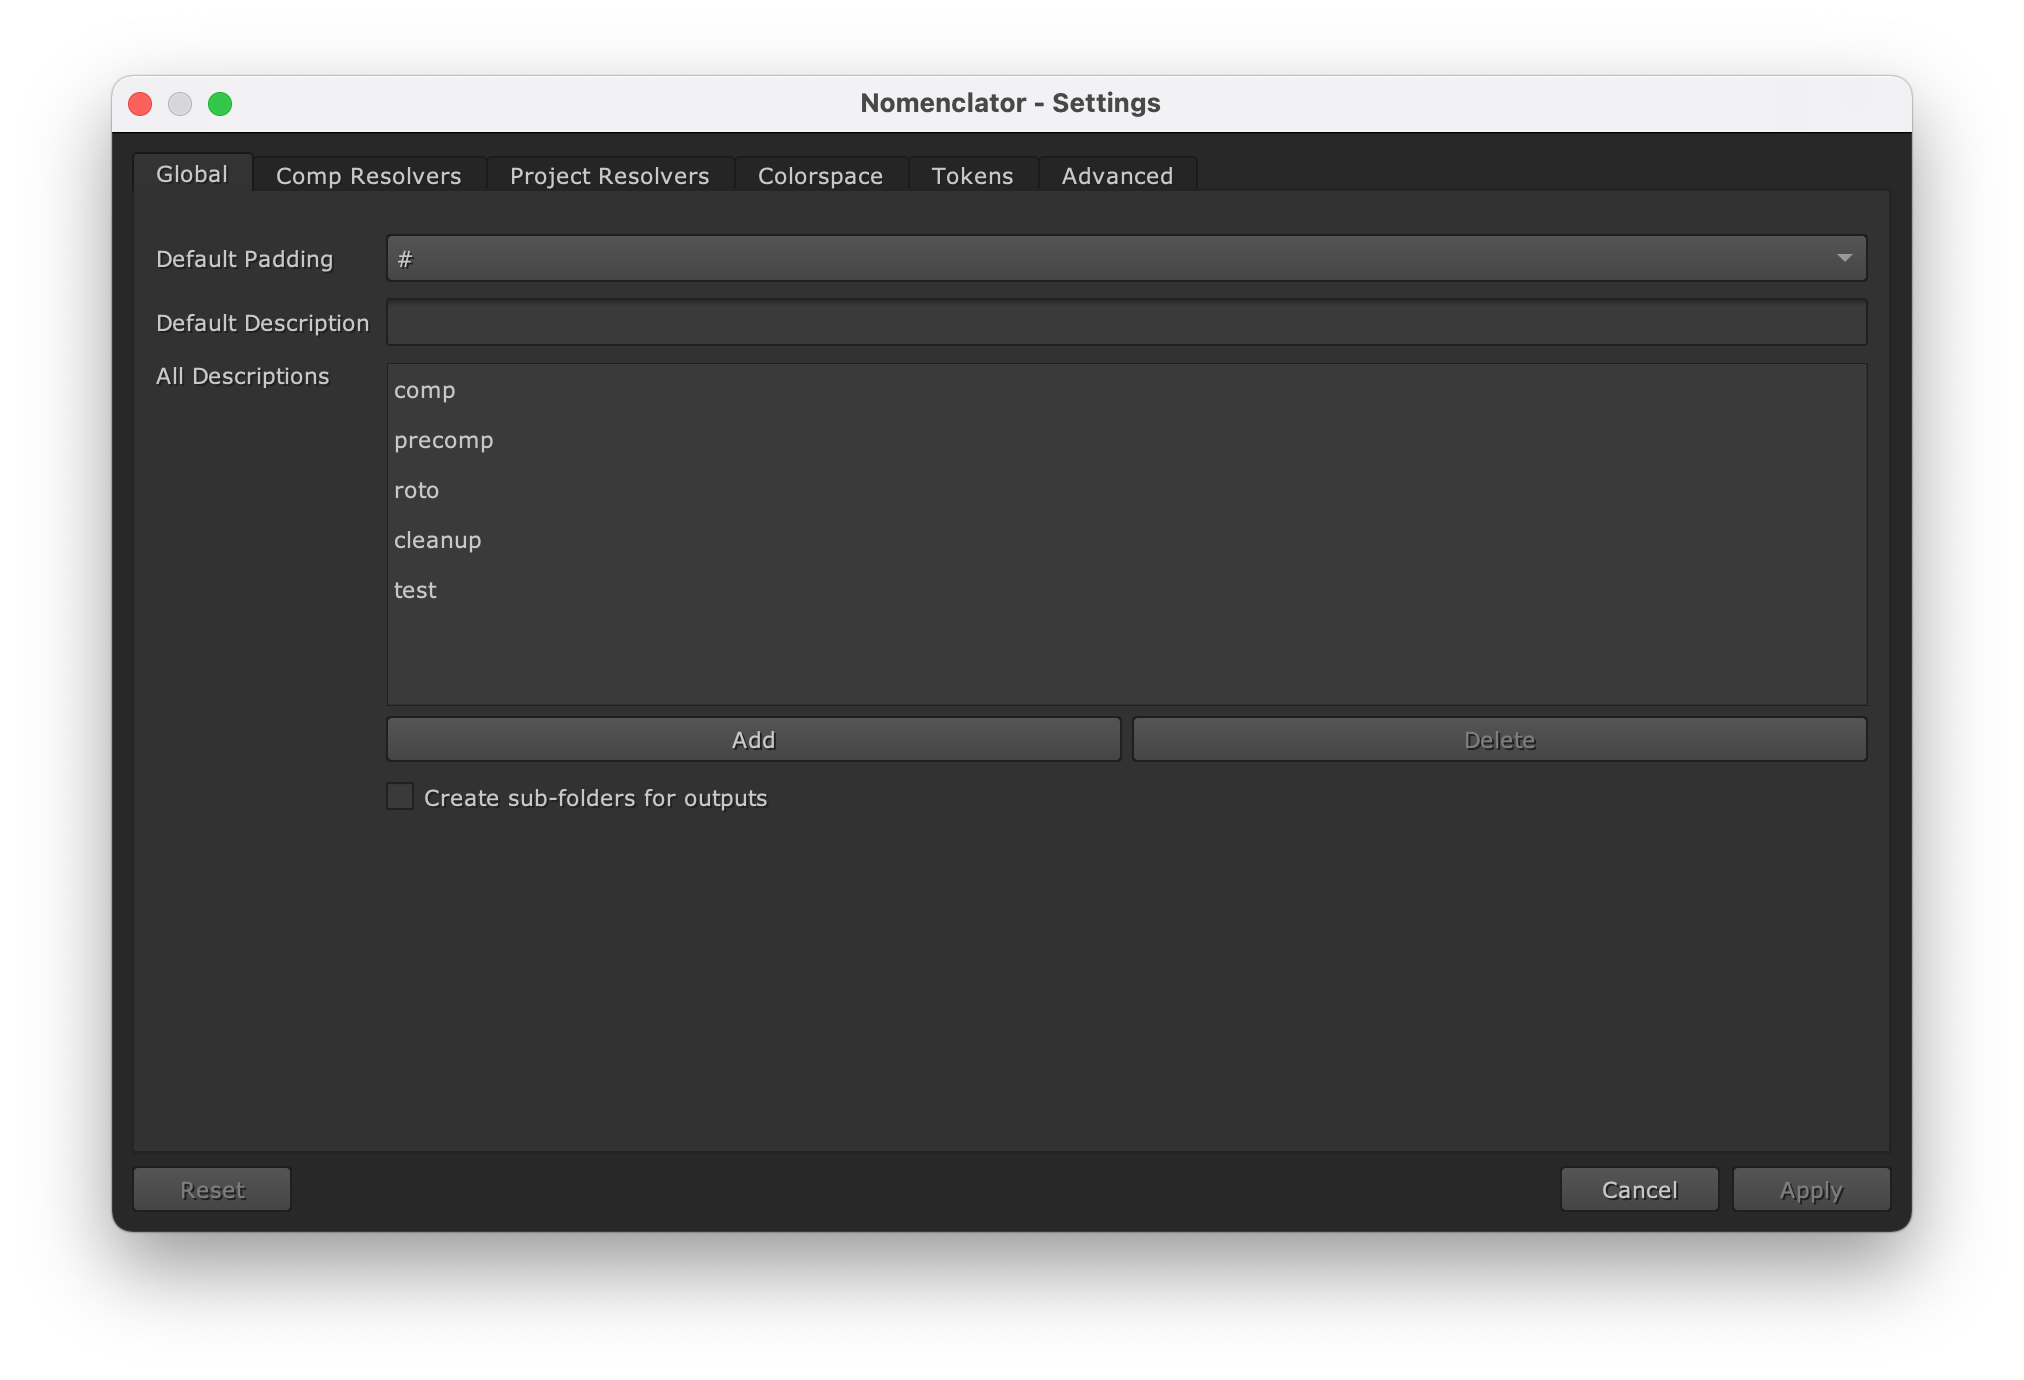 Nomenclator - Settings
Global Comp Resolvers Project Resolvers Colorspace Tokens Advanced
Default Padding #
Default Description
All Descriptions
comp
precomp
roto
cleanup
test
Add Delete
Create sub-folders for outputs
Reset Cancel Apply